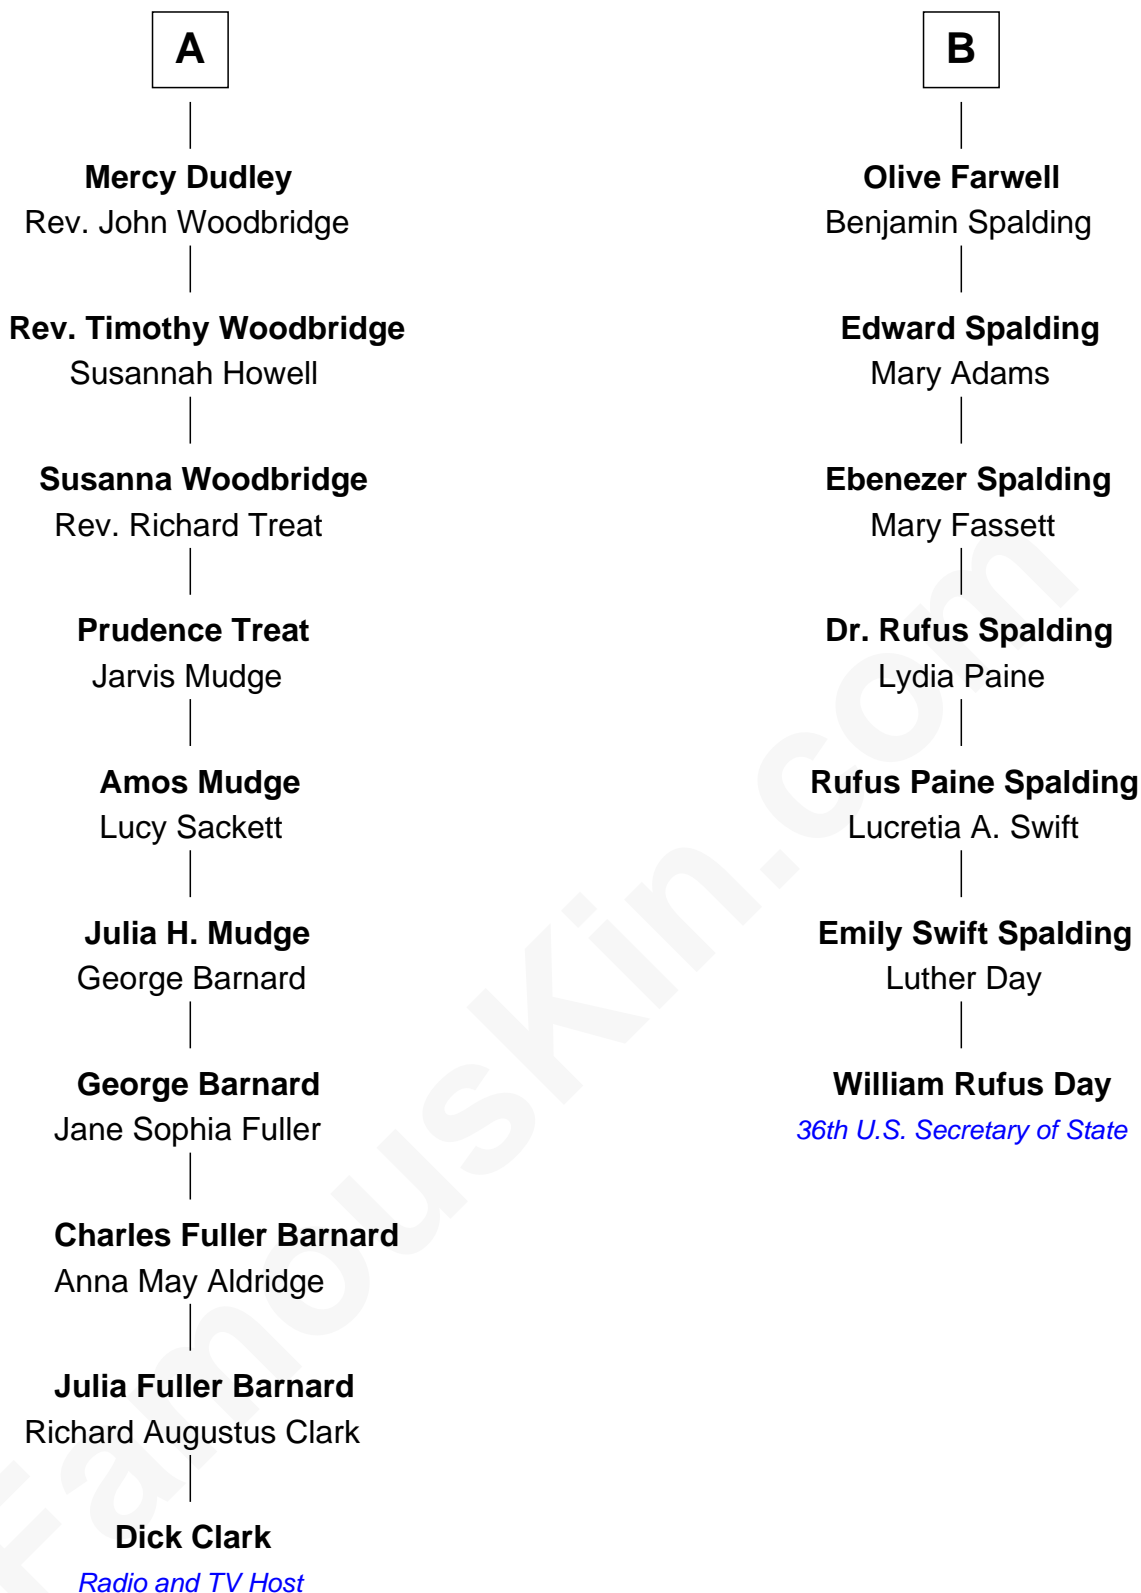 A
Mercy Dudley
Rev. John Woodbridge
Rev. Timothy Woodbridge
Susannah Howell
Susanna Woodbridge
Rev. Richard Treat
Prudence Treat
Jarvis Mudge
Amos Mudge
Lucy Sackett
Julia H. Mudge
George Barnard
George Barnard
Jane Sophia Fuller
Charles Fuller Barnard
Anna May Aldridge
Julia Fuller Barnard
Richard Augustus Clark
Dick Clark
Radio and TV Host
B
Olive Farwell
Benjamin Spalding
Edward Spalding
Mary Adams
Ebenezer Spalding
Mary Fassett
Dr. Rufus Spalding
Lydia Paine
Rufus Paine Spalding
Lucretia A. Swift
Emily Swift Spalding
Luther Day
William Rufus Day
36th U.S. Secretary of State
FamousKin.com